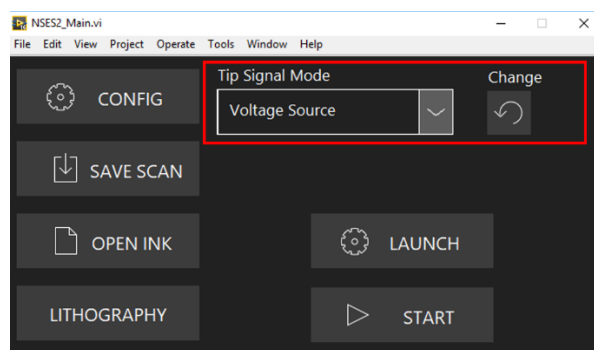 NSES2_Main.vi
File Edit View Project Operate Tools Window Help
Tip Signal Mode
Change
CONFIG
Voltage Source
SAVE SCAN
OPEN INK
LAUNCH
LITHOGRAPHY
START